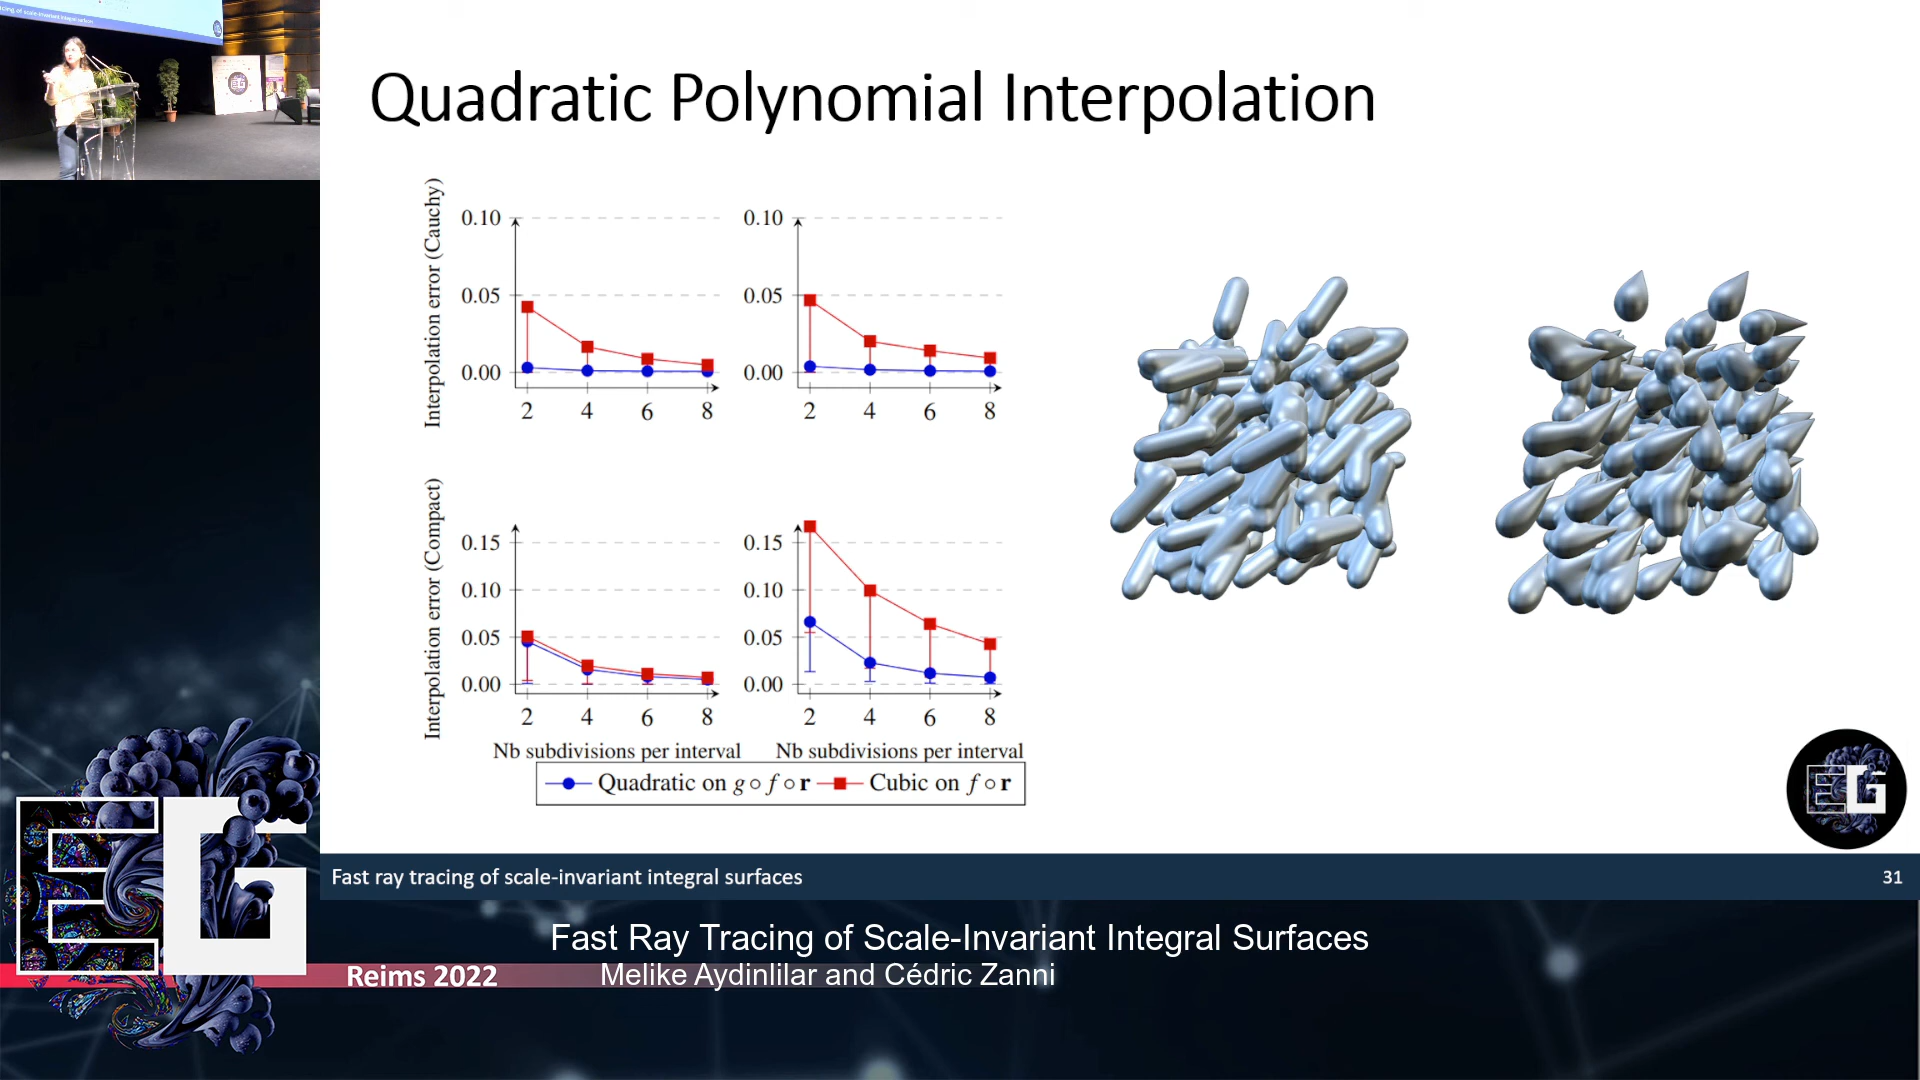 Quadratic Polynomial Interpolation
Interpolation error (Cauchy)
0.10
0.05
0.00
2 4 6 8
0.10
0.05
0.00
2 4 6 8
Interpolation error (Compact)
0.15
0.10
0.05
0.00
2 4 6 8
Nb subdivisions per interval
0.15
0.10
0.05
0.00
2 4 6 8
Nb subdivisions per interval
Quadratic on g∘f∘r Cubic on f∘r
EG
Fast ray tracing of scale-invariant integral surfaces 31
EG
Fast Ray Tracing of Scale-Invariant Integral Surfaces
Reims 2022 Melike Aydinlilar and Cédric Zanni